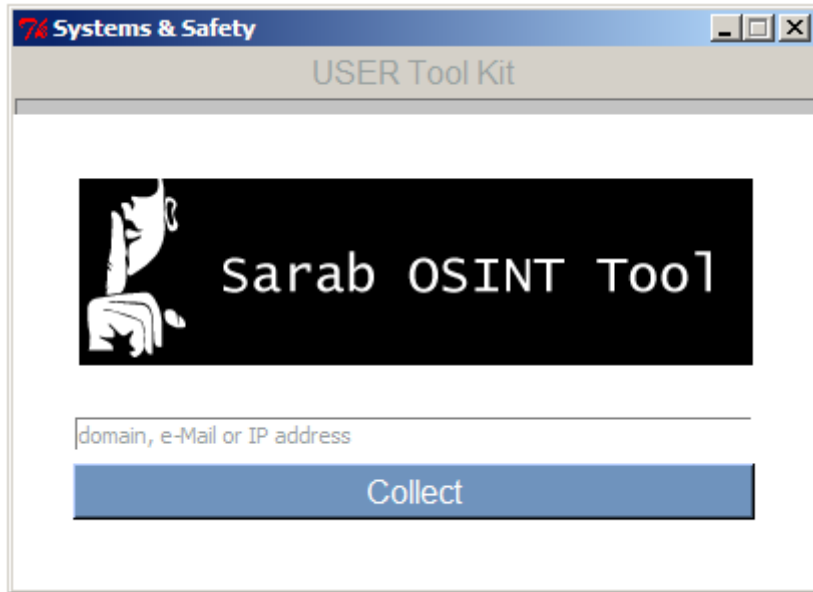 Systems & Safety
USER Tool Kit
Sarab OSINT Tool
domain, e-Mail or IP address
Collect